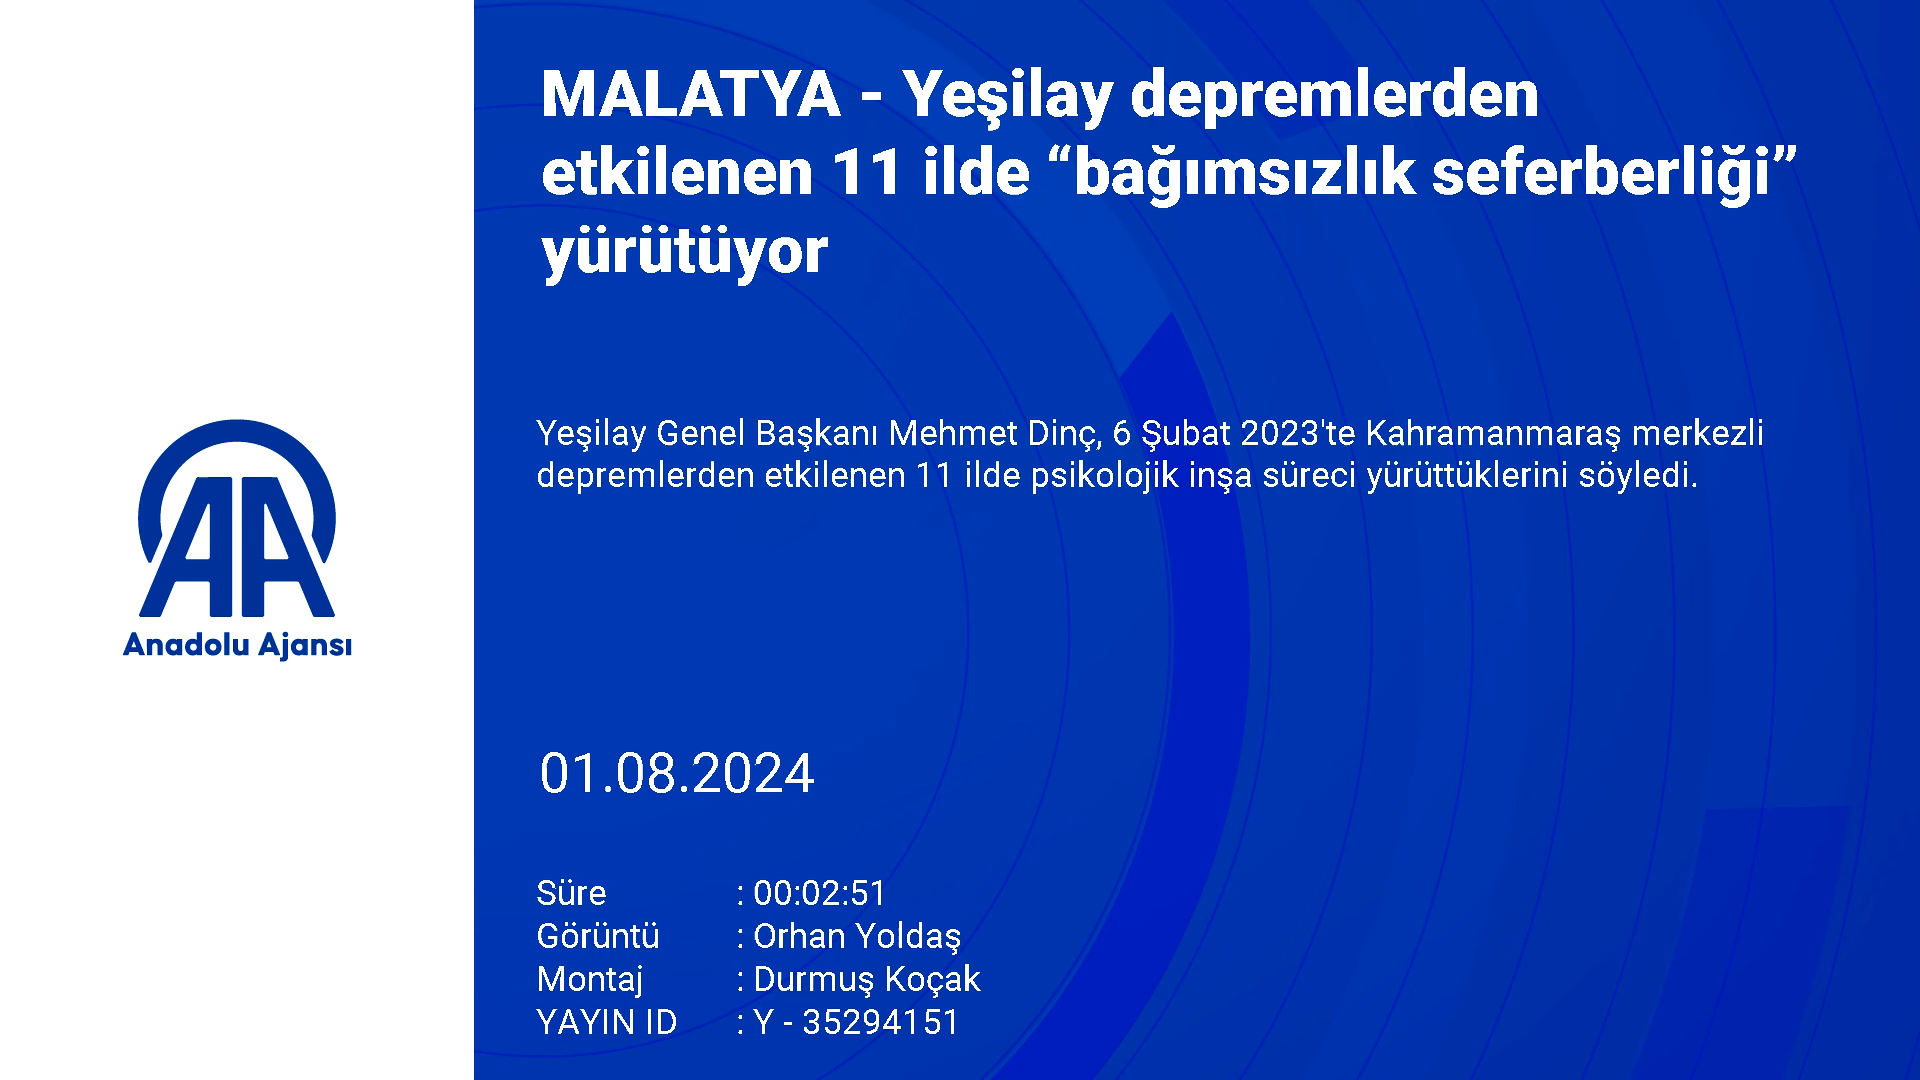 MALATYA - Yeşilay depremlerden
etkilenen 11 ilde “bağımsızlık seferberliği”
yürütüyor
Yeşilay Genel Başkanı Mehmet Dinç, 6 Şubat 2023'te Kahramanmaraş merkezli
depremlerden etkilenen 11 ilde psikolojik inşa süreci yürüttüklerini söyledi.
AA
Anadolu Ajansı
01.08.2024
Süre : 00:02:51
Görüntü : Orhan Yoldaş
Montaj : Durmuş Koçak
YAYIN ID : Y - 35294151